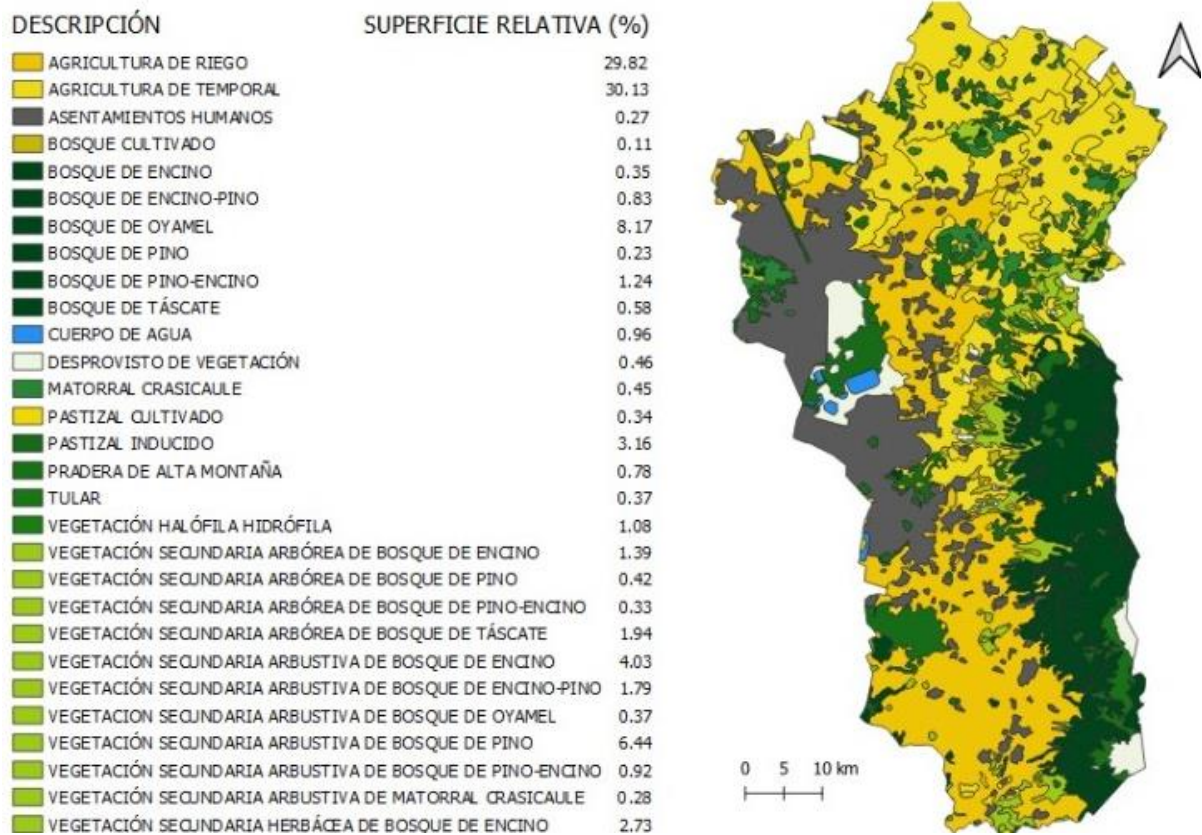 DESCRIPCIÓN SUPERFICIE RELATIVA (%)
AGRICULTURA DE RIEGO 29.82
AGRICULTURA DE TEMPORAL 30.13
ASENTAMIENTOS HUMANOS 0.27
BOSQUE CULTIVADO 0.11
BOSQUE DE ENCINO 0.35
BOSQUE DE ENCINO-PINO 0.83
BOSQUE DE OYAMEL 8.17
BOSQUE DE PINO 0.23
BOSQUE DE PINO-ENCINO 1.24
BOSQUE DE TÁSCATE 0.58
CUERPO DE AGUA 0.96
DESPROVISTO DE VEGETACIÓN 0.46
MATORRAL CRASICAULE 0.45
PASTIZAL CULTIVADO 0.34
PASTIZAL INDUCIDO 3.16
PRADERA DE ALTA MONTAÑA 0.78
TULAR 0.37
VEGETACIÓN HALÓFILA HIDRÓFILA 1.08
VEGETACIÓN SECUNDARIA ARBÓREA DE BOSQUE DE ENCINO 1.39
VEGETACIÓN SECUNDARIA ARBÓREA DE BOSQUE DE PINO 0.42
VEGETACIÓN SECUNDARIA ARBÓREA DE BOSQUE DE PINO-ENCINO 0.33
VEGETACIÓN SECUNDARIA ARBÓREA DE BOSQUE DE TÁSCATE 1.94
VEGETACIÓN SECUNDARIA ARBUSTIVA DE BOSQUE DE ENCINO 4.03
VEGETACIÓN SECUNDARIA ARBUSTIVA DE BOSQUE DE ENCINO-PINO 1.79
VEGETACION SECUNDARIA ARBUSTIVA DE BOSQUE DE OYAMEL 0.37
VEGETACIÓN SECUNDARIA ARBUSTIVA DE BOSQUE DE PINO 6.44
VEGETACIÓN SECUNDARIA ARBUSTIVA DE BOSQUE DE PINO-ENCINO 0.92
VEGETACIÓN SECUNDARIA ARBUSTIVA DE MATORRAL CRASICAULE 0.28
VEGETACIÓN SECUNDARIA HERBÁCEA DE BOSQUE DE ENCINO 2.73
0 5 10 km